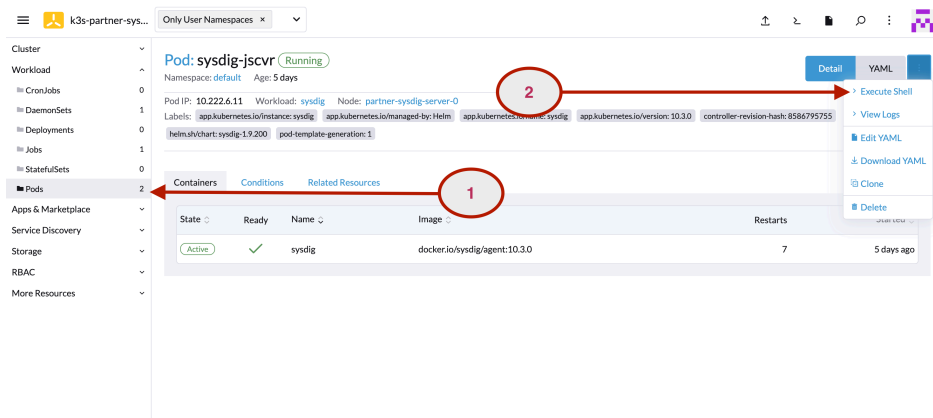 k3s-partner-sys... Only User Namespaces ×
Cluster
Workload
CronJobs 0
DaemonSets 1
Deployments 0
Jobs 1
StatefulSets 0
Pods 2
Apps & Marketplace
Service Discovery
Storage
RBAC
More Resources
Pod: sysdig-jscvr Running
Namespace: default Age: 5 days
Pod IP: 10.222.6.11 Workload: sysdig Node: partner-sysdig-server-0
Labels: app.kubernetes.io/instance: sysdig app.kubernetes.io/managed-by: Helm app.kubernetes.io/name: sysdig app.kubernetes.io/version: 10.3.0 controller-revision-hash: 8586795755
helm.sh/chart: sysdig-1.9.200 pod-template-generation: 1
Detail YAML
Execute Shell
View Logs
Edit YAML
Download YAML
Clone
Delete
2
1
Containers Conditions Related Resources
State Ready Name Image Restarts Started
Active sysdig docker.io/sysdig/agent:10.3.0 7 5 days ago